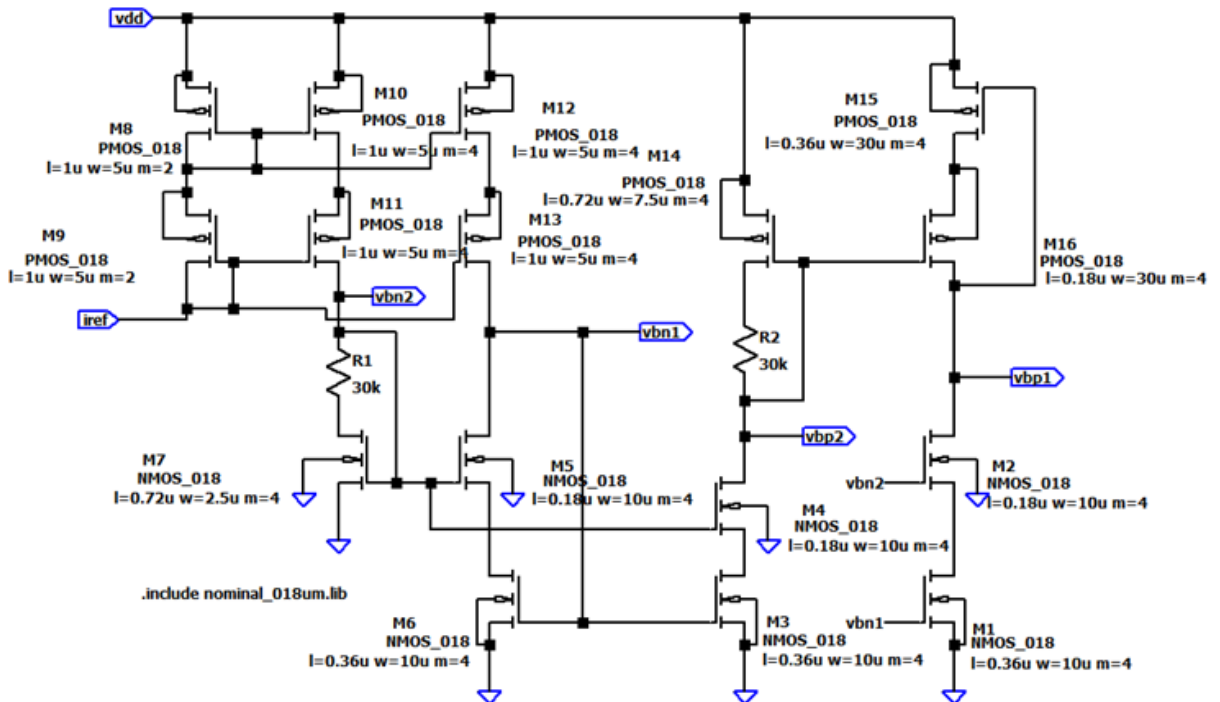 vdd
M8
PMOS_018
l=1u w=5u m=2
M10
PMOS_018
l=1u w=5u m=4
M12
PMOS_018
l=1u w=5u m=4
M14
PMOS_018
l=0.72u w=7.5u m=4
M15
PMOS_018
l=0.36u w=30u m=4
M9
PMOS_018
l=1u w=5u m=2
M11
PMOS_018
l=1u w=5u m=4
M13
PMOS_018
l=1u w=5u m=4
M16
PMOS_018
l=0.18u w=30u m=4
vbn2
iref
vbn1
R1
30k
R2
30k
vbp1
vbp2
M7
NMOS_018
l=0.72u w=2.5u m=4
M5
NMOS_018
l=0.18u w=10u m=4
M4
NMOS_018
l=0.18u w=10u m=4
vbn2
M2
NMOS_018
l=0.18u w=10u m=4
.include nominal_018um.lib
M6
NMOS_018
l=0.36u w=10u m=4
M3
NMOS_018
l=0.36u w=10u m=4
vbn1
M1
NMOS_018
l=0.36u w=10u m=4